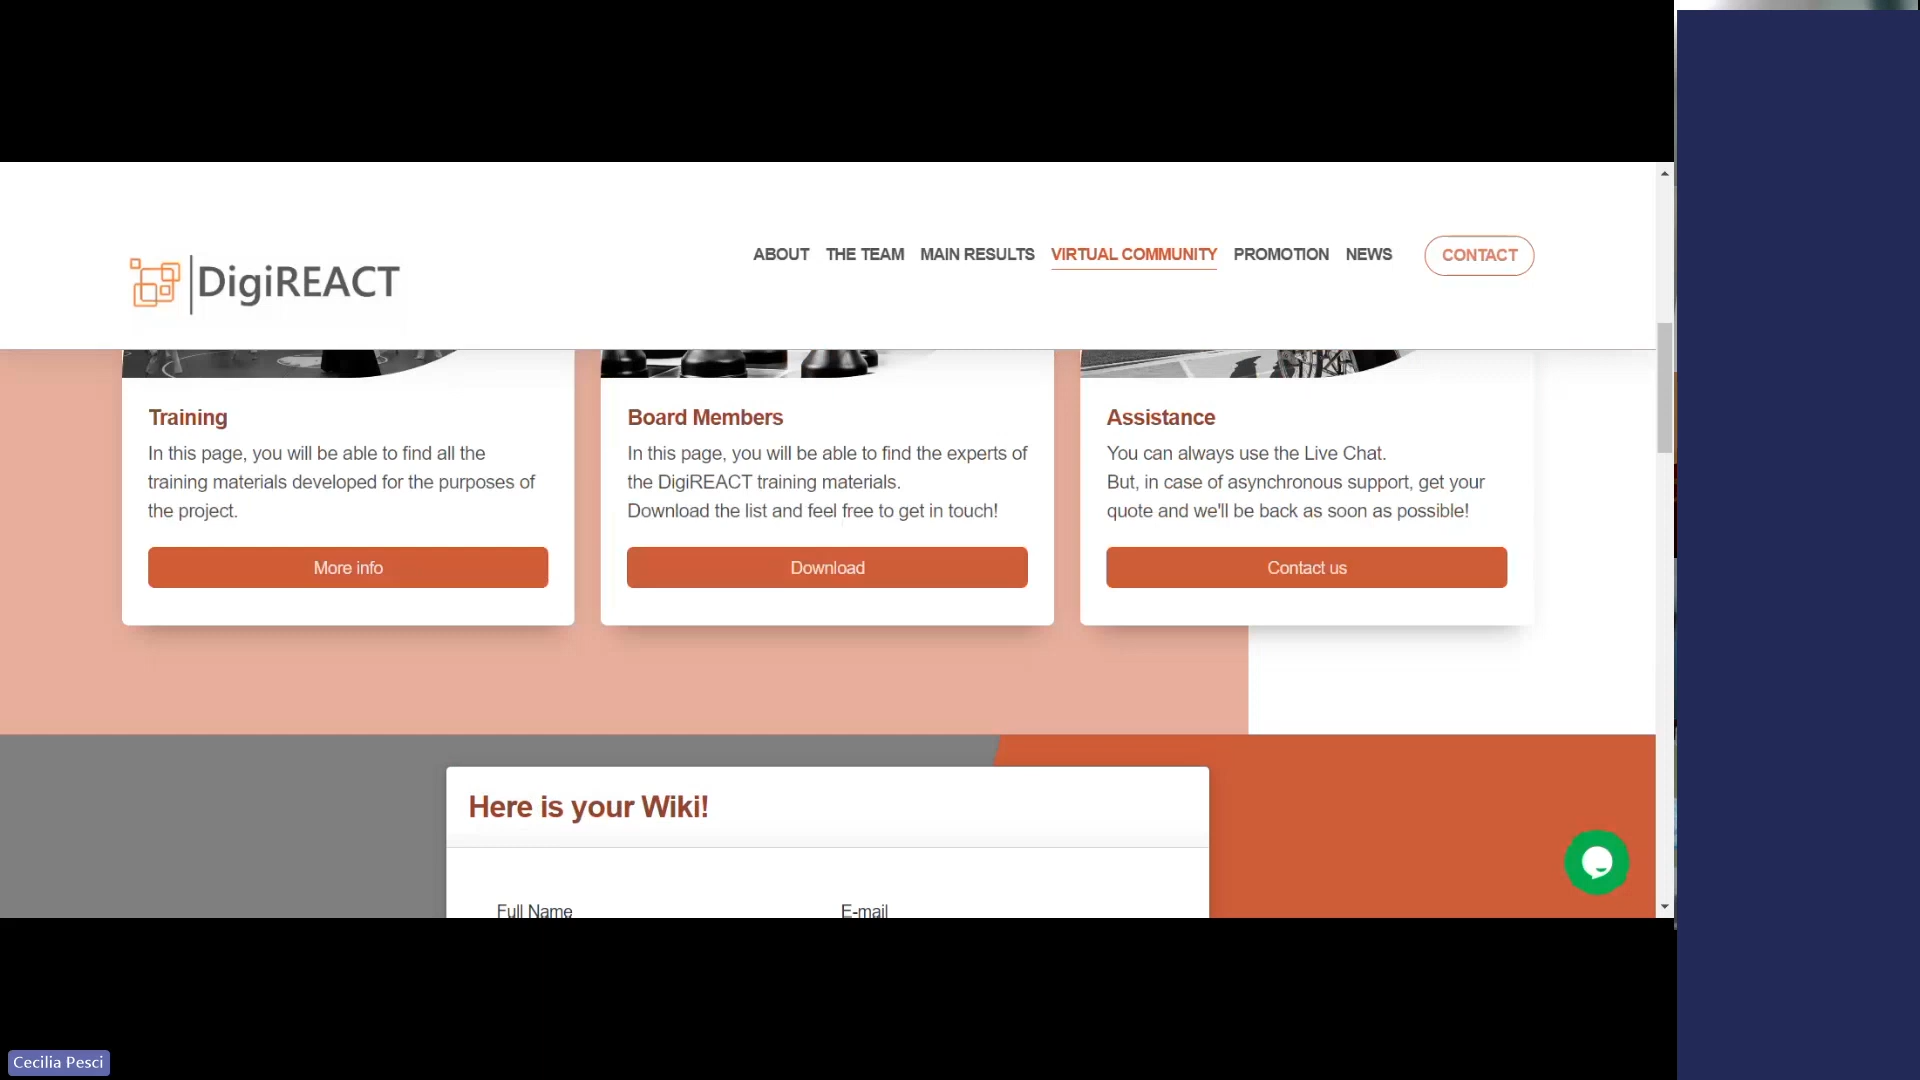 DigiREACT
ABOUT THE TEAM MAIN RESULTS VIRTUAL COMMUNITY PROMOTION NEWS CONTACT
Training
In this page, you will be able to find all the
training materials developed for the purposes of
the project.
More info
Board Members
In this page, you will be able to find the experts of
the DigiREACT training materials.
Download the list and feel free to get in touch!
Download
Assistance
You can always use the Live Chat.
But, in case of asynchronous support, get your
quote and we'll be back as soon as possible!
Contact us
Here is your Wiki!
Full Name E-mail
Cecilia Pesci